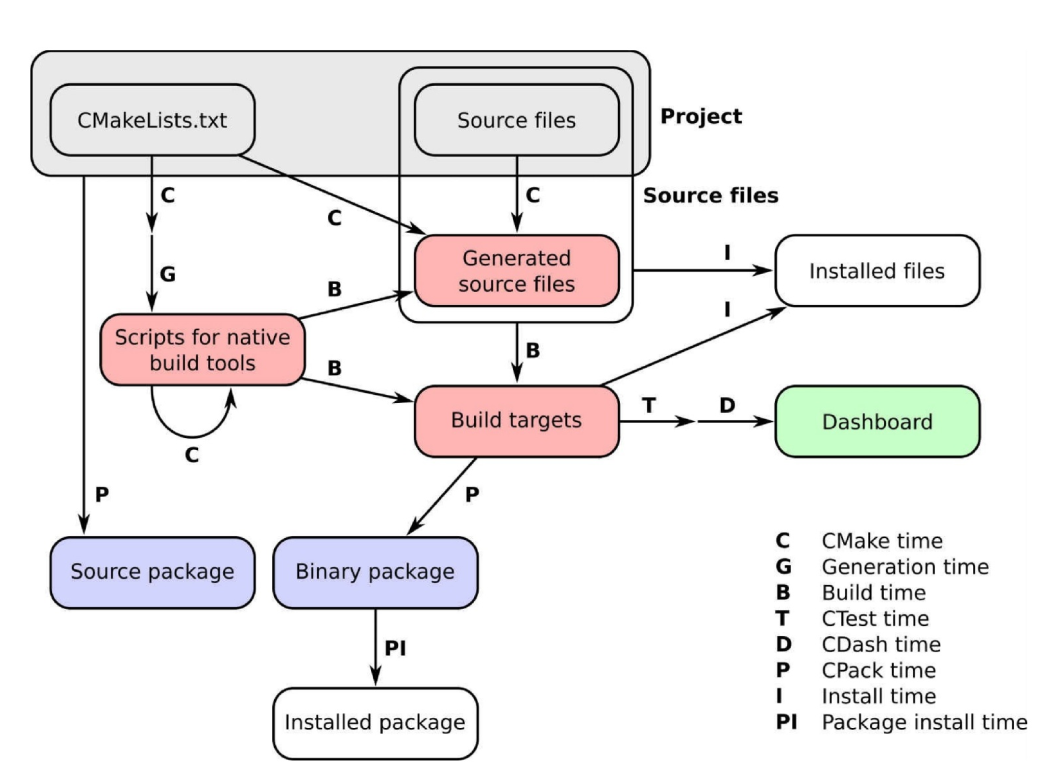 CMakeLists.txt
Source files
Project
C
C
C
Source files
G
Generated
source files
I
Installed files
B
I
Scripts for native
build tools
B
B
Build targets
T
D
Dashboard
C
P
P
Source package
Binary package
PI
Installed package
C CMake time
G Generation time
B Build time
T CTest time
D CDash time
P CPack time
I Install time
PI Package install time